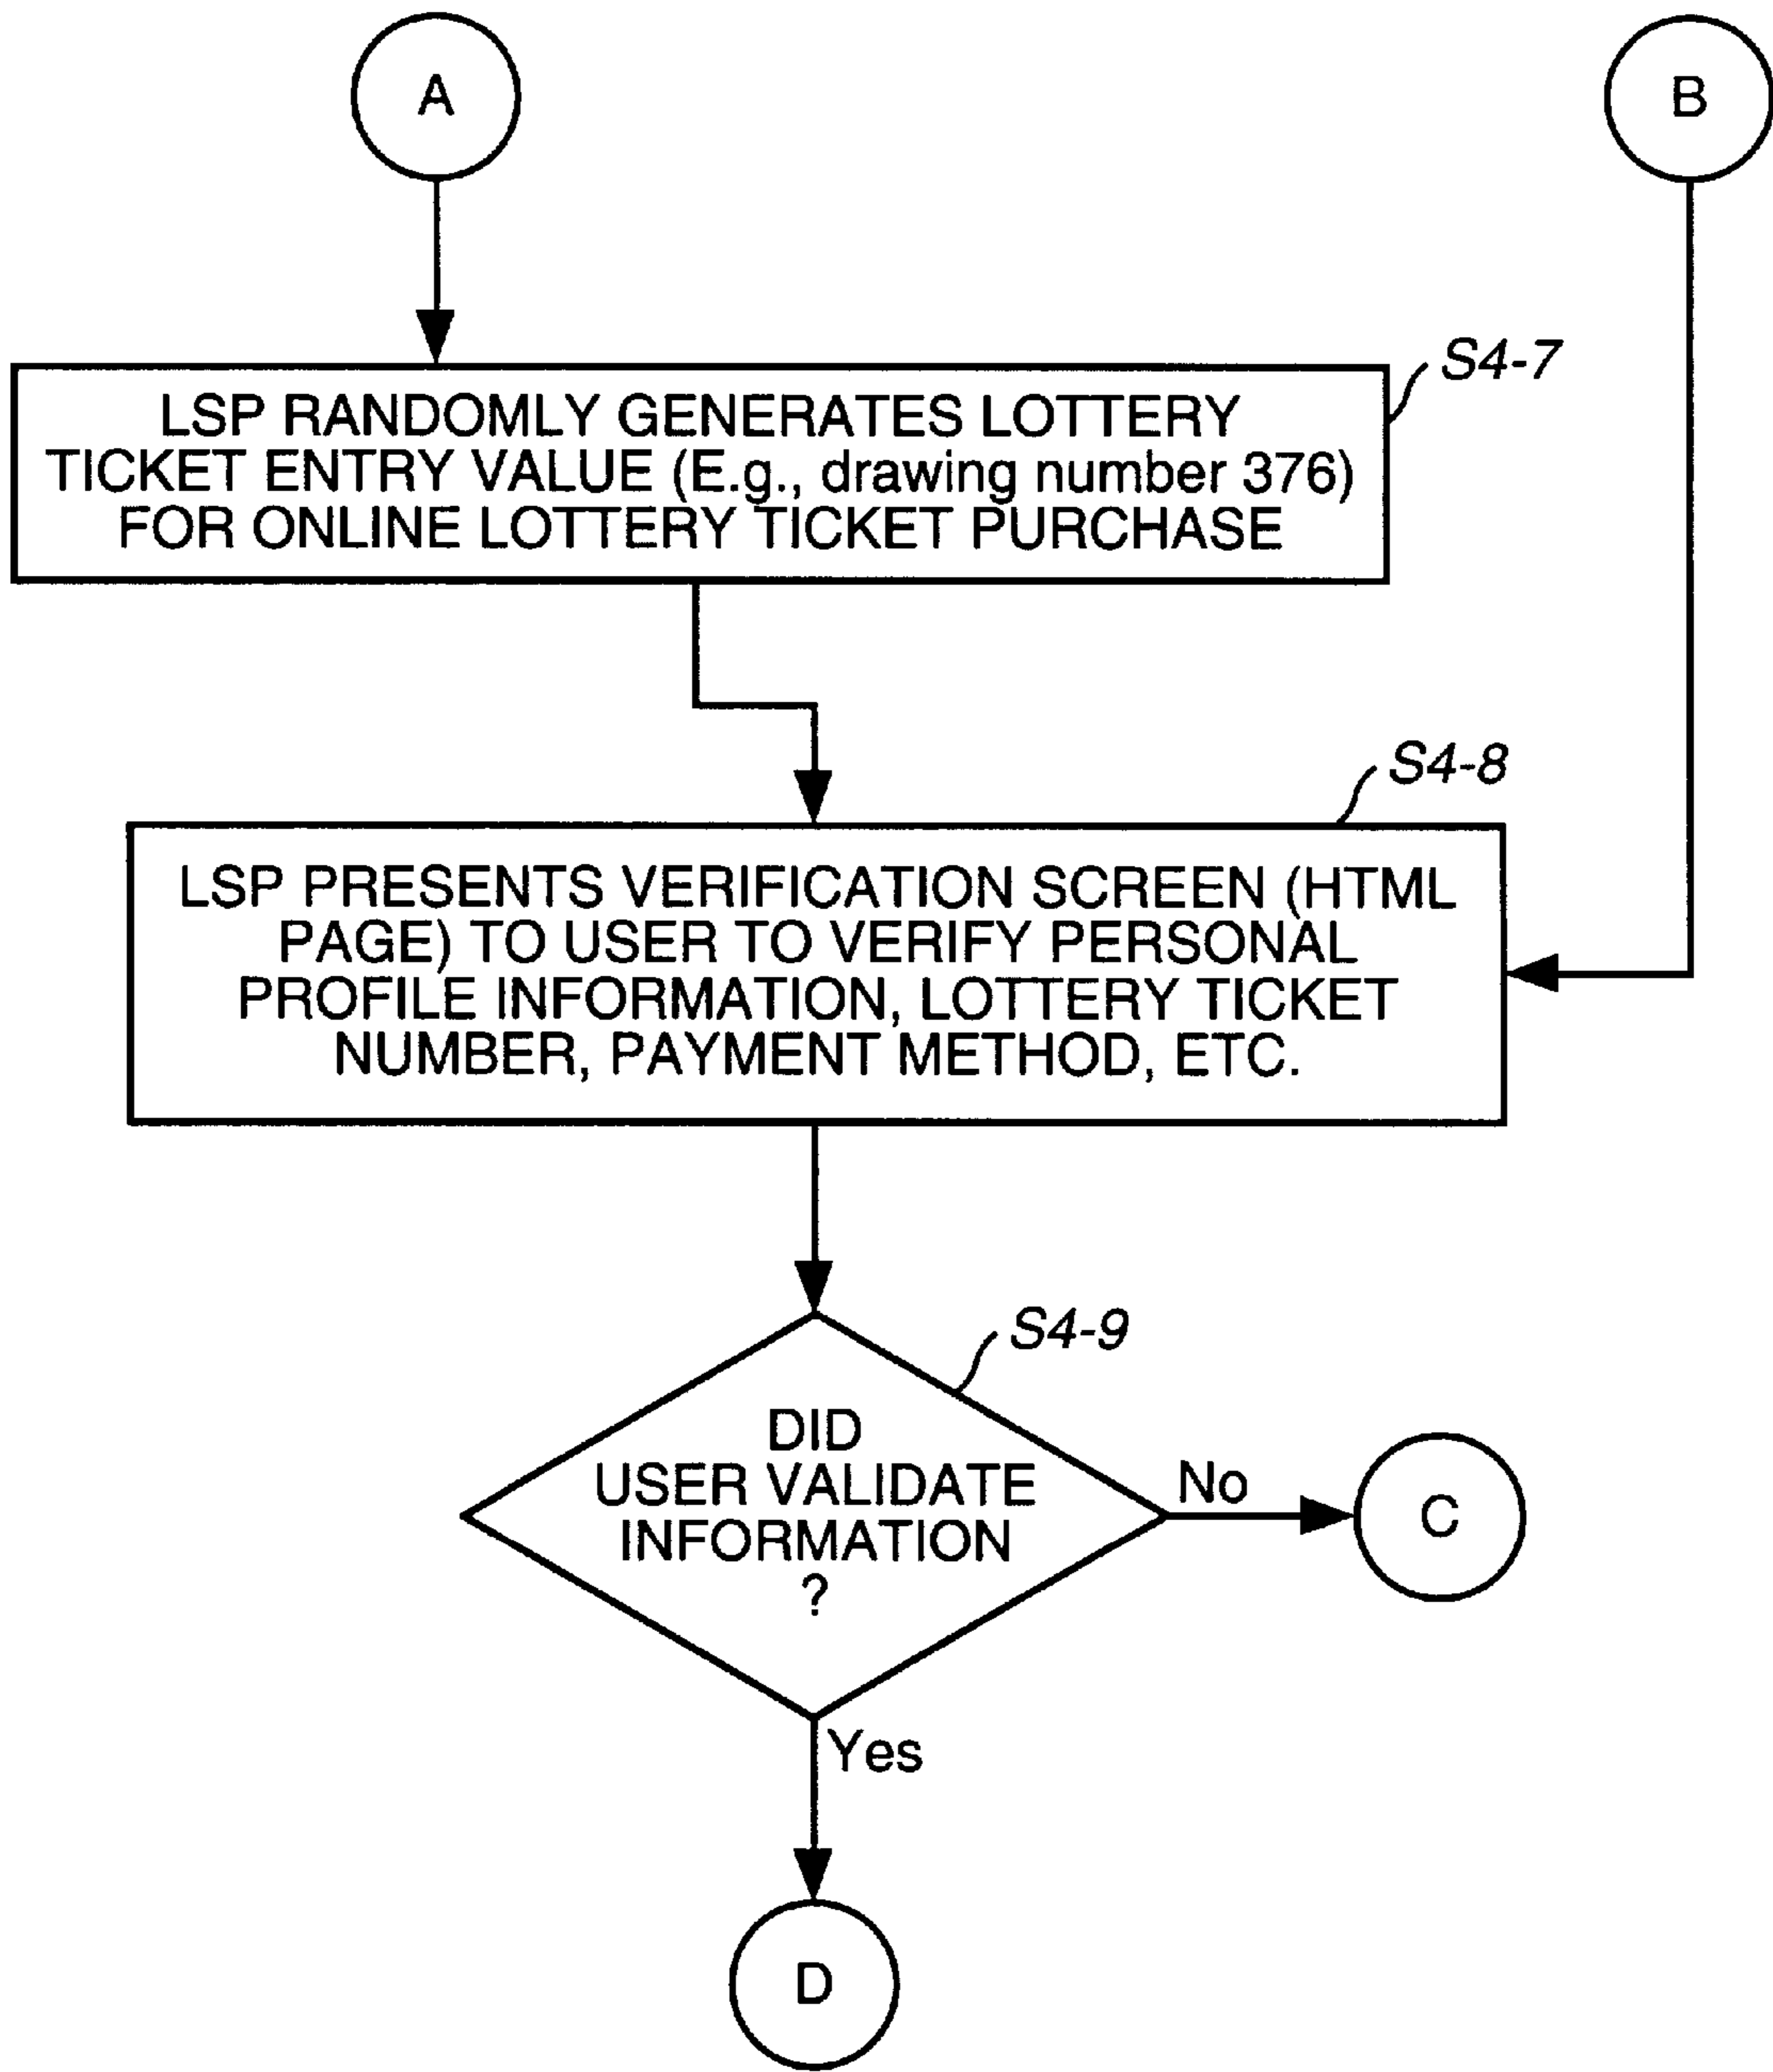 A
B
S4-7
LSP RANDOMLY GENERATES LOTTERY
TICKET ENTRY VALUE (E.g., drawing number 376)
FOR ONLINE LOTTERY TICKET PURCHASE
S4-8
LSP PRESENTS VERIFICATION SCREEN (HTML
PAGE) TO USER TO VERIFY PERSONAL
PROFILE INFORMATION, LOTTERY TICKET
NUMBER, PAYMENT METHOD, ETC.
S4-9
DID
USER VALIDATE
INFORMATION
?
No
C
Yes
D